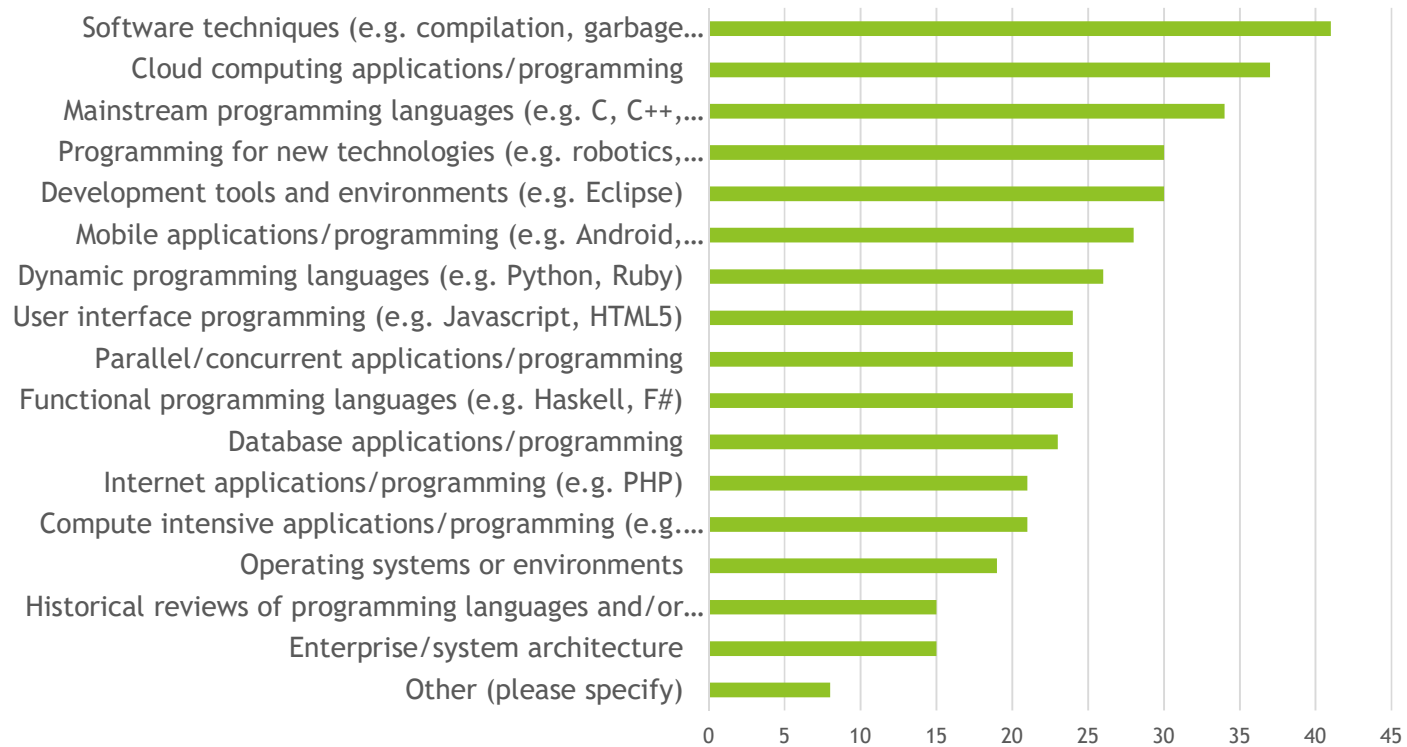 Software techniques (e.g. compilation, garbage…
Cloud computing applications/programming
Mainstream programming languages (e.g. C, C++,…
Programming for new technologies (e.g. robotics,…
Development tools and environments (e.g. Eclipse)
Mobile applications/programming (e.g. Android,…
Dynamic programming languages (e.g. Python, Ruby)
User interface programming (e.g. Javascript, HTML5)
Parallel/concurrent applications/programming
Functional programming languages (e.g. Haskell, F#)
Database applications/programming
Internet applications/programming (e.g. PHP)
Compute intensive applications/programming (e.g.…
Operating systems or environments
Historical reviews of programming languages and/or…
Enterprise/system architecture
Other (please specify)
0 5 10 15 20 25 30 35 40 45